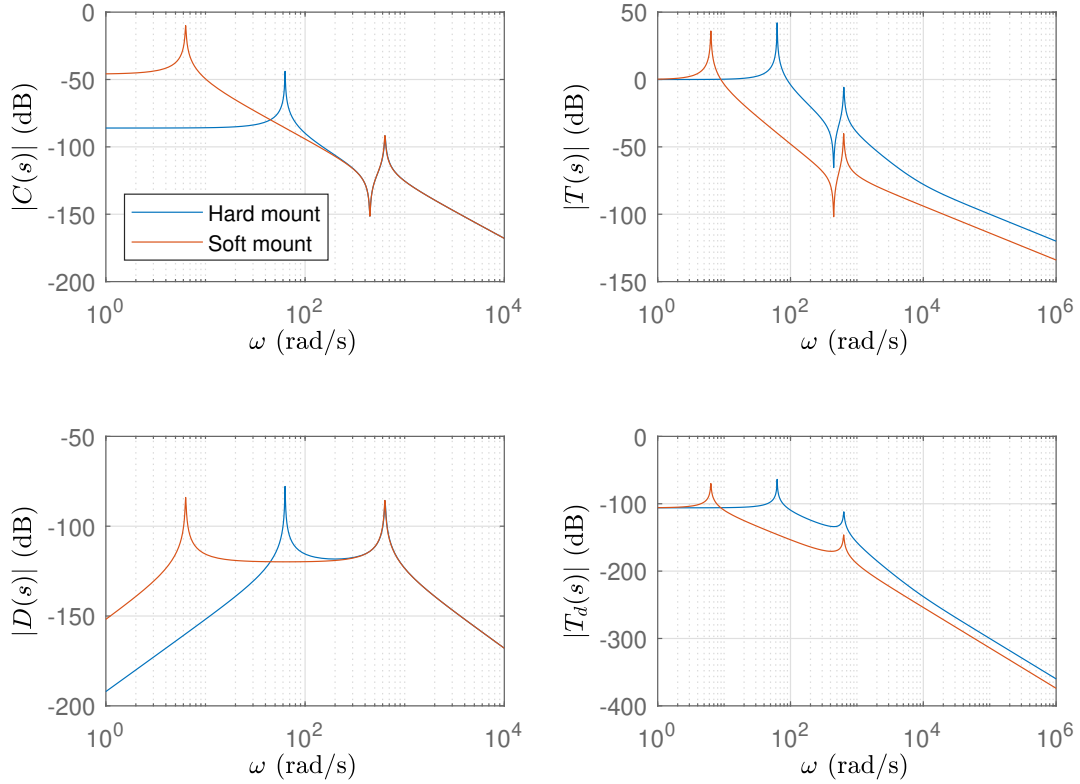 |C(s)| (dB)
0
-50
-100
-150
-200
Hard mount
Soft mount
10^0 10^2 10^4
ω (rad/s)
|T(s)| (dB)
50
0
-50
-100
-150
10^0 10^2 10^4 10^6
ω (rad/s)
|D(s)| (dB)
-50
-100
-150
-200
10^0 10^2 10^4
ω (rad/s)
|T_d(s)| (dB)
0
-100
-200
-300
-400
10^0 10^2 10^4 10^6
ω (rad/s)